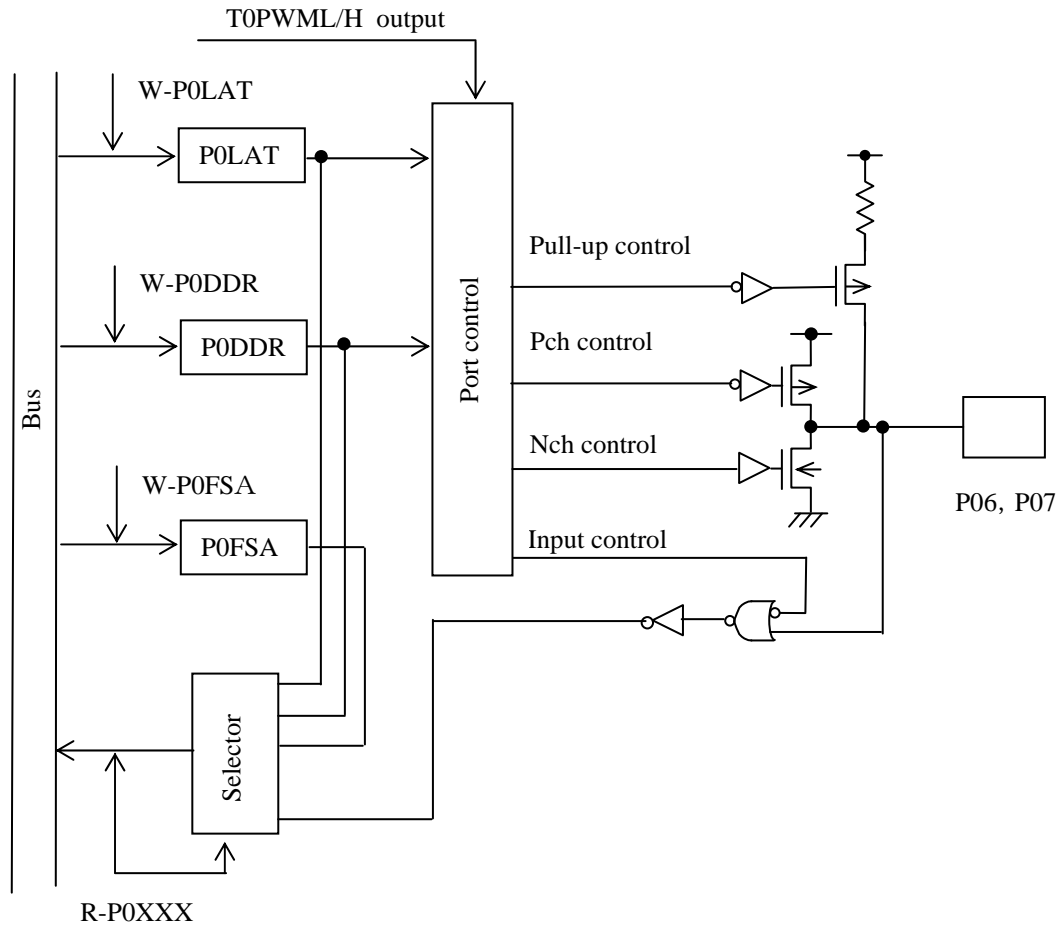 T0PWML/H output
W-P0LAT
P0LAT
Pull-up control
W-P0DDR
P0DDR
Port control
Pch control
Bus
Nch control
W-P0FSA
P06, P07
P0FSA
Input control
Selector
R-P0XXX